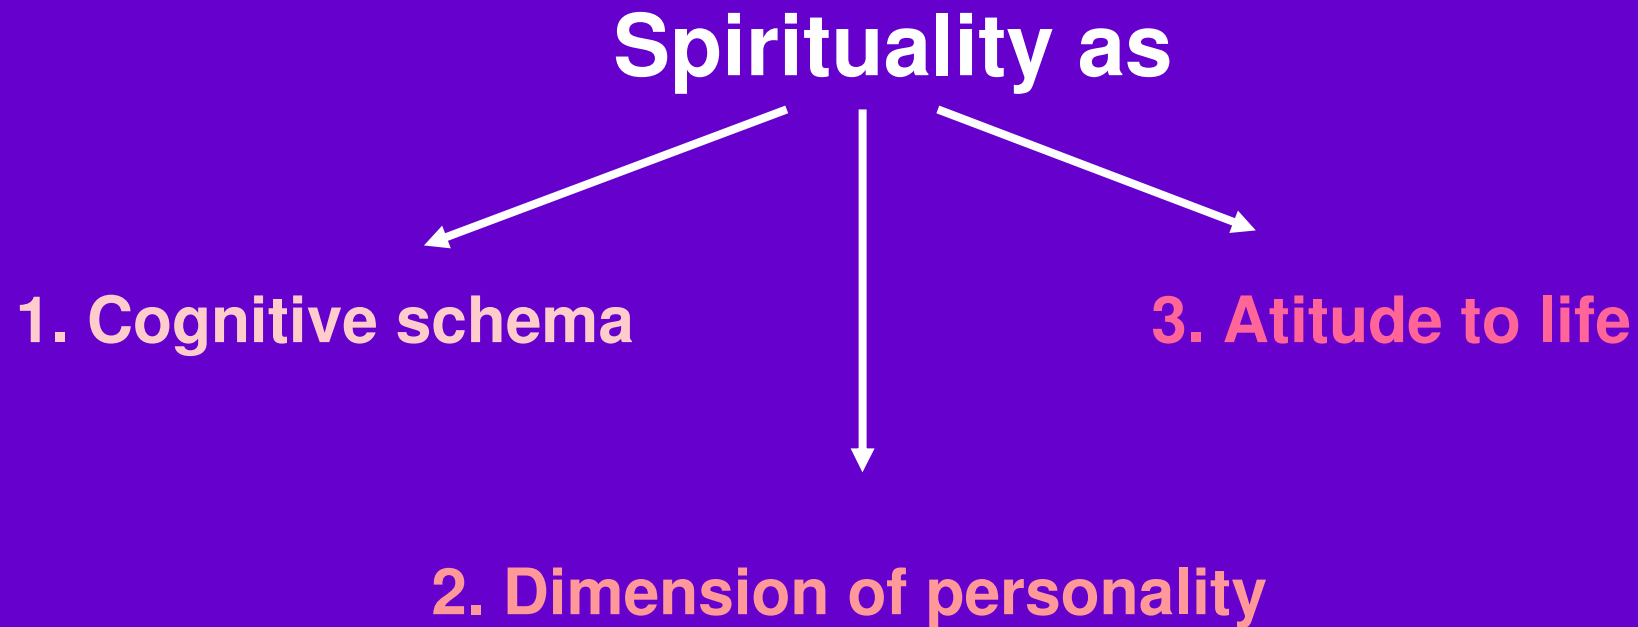 Spirituality as
1. Cognitive schema
3. Atitude to life
2. Dimension of personality